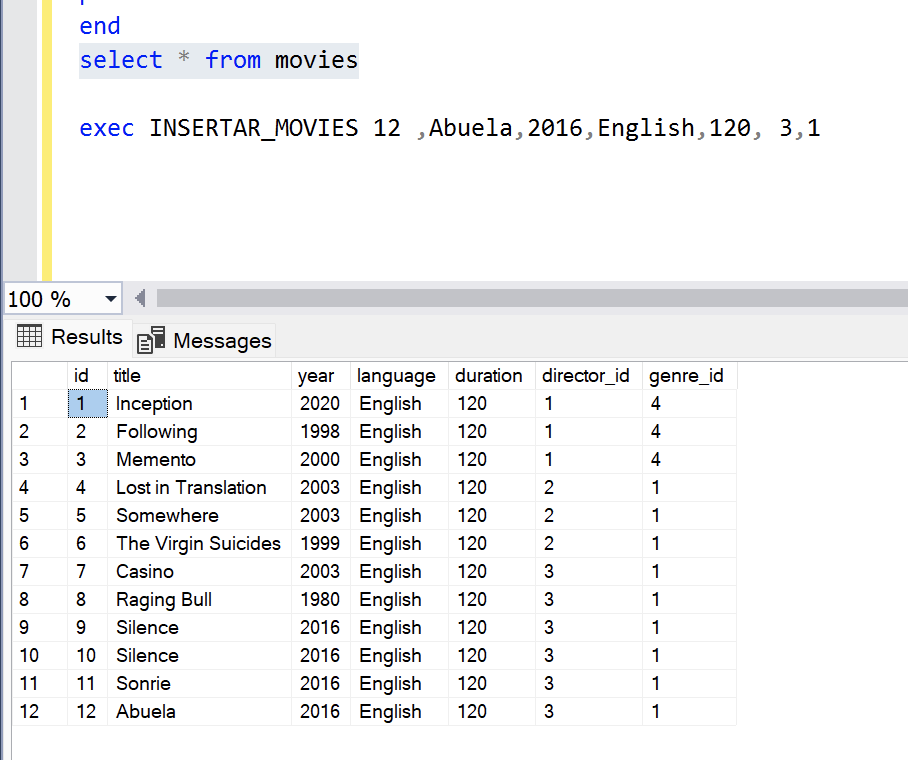 end
select * from movies
exec INSERTAR_MOVIES 12 ,Abuela,2016,English,120, 3,1
100 %
Results Messages
id title year language duration director_id genre_id
1 1 Inception 2020 English 120 1 4
2 2 Following 1998 English 120 1 4
3 3 Memento 2000 English 120 1 4
4 4 Lost in Translation 2003 English 120 2 1
5 5 Somewhere 2003 English 120 2 1
6 6 The Virgin Suicides 1999 English 120 2 1
7 7 Casino 2003 English 120 3 1
8 8 Raging Bull 1980 English 120 3 1
9 9 Silence 2016 English 120 3 1
10 10 Silence 2016 English 120 3 1
11 11 Sonrie 2016 English 120 3 1
12 12 Abuela 2016 English 120 3 1